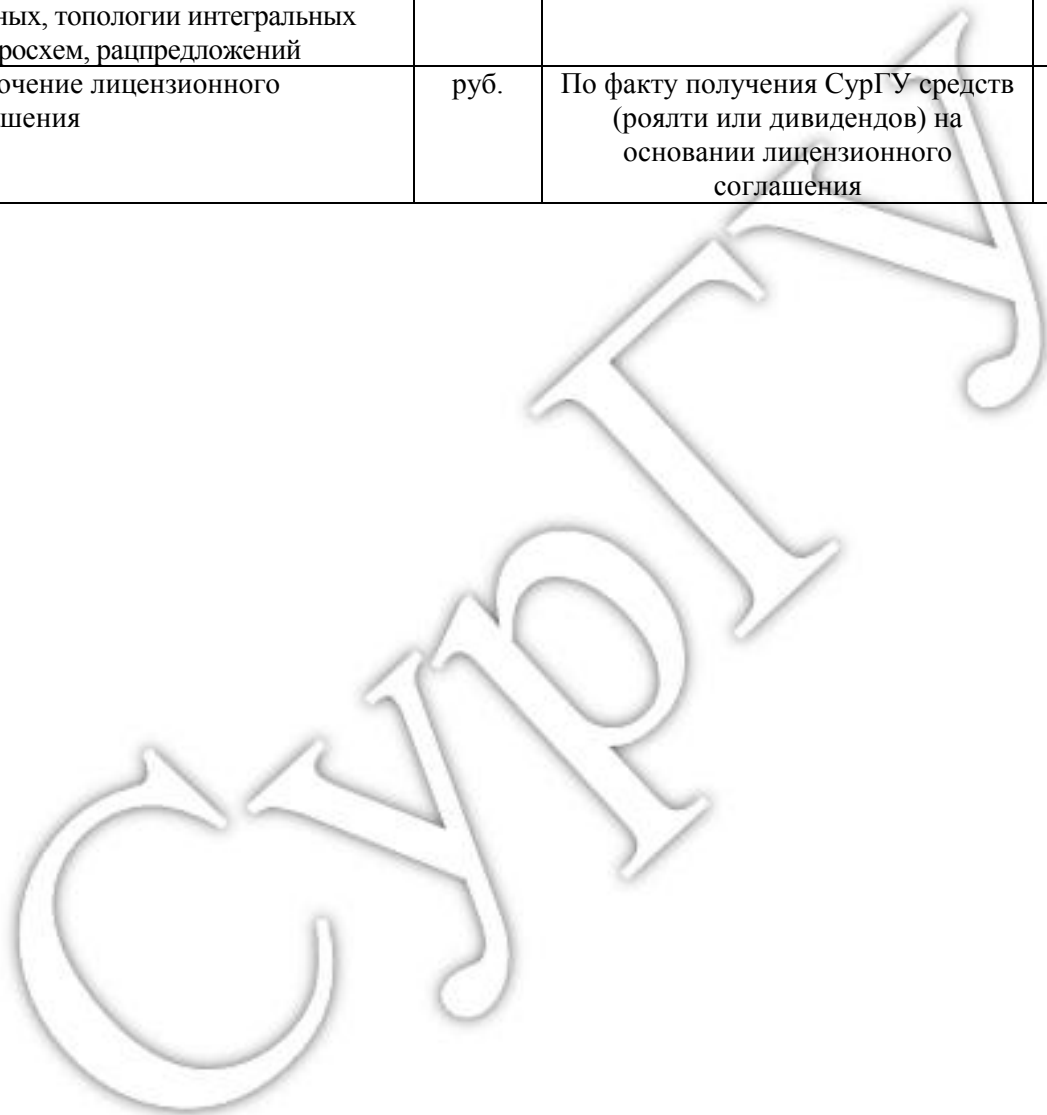 ных, топологии интегральных
росхем, рацпредложений
очение лицензионного
шения
руб.
По факту получения СурГУ средств
(роялти или дивидендов) на
основании лицензионного
соглашения
СурГУ